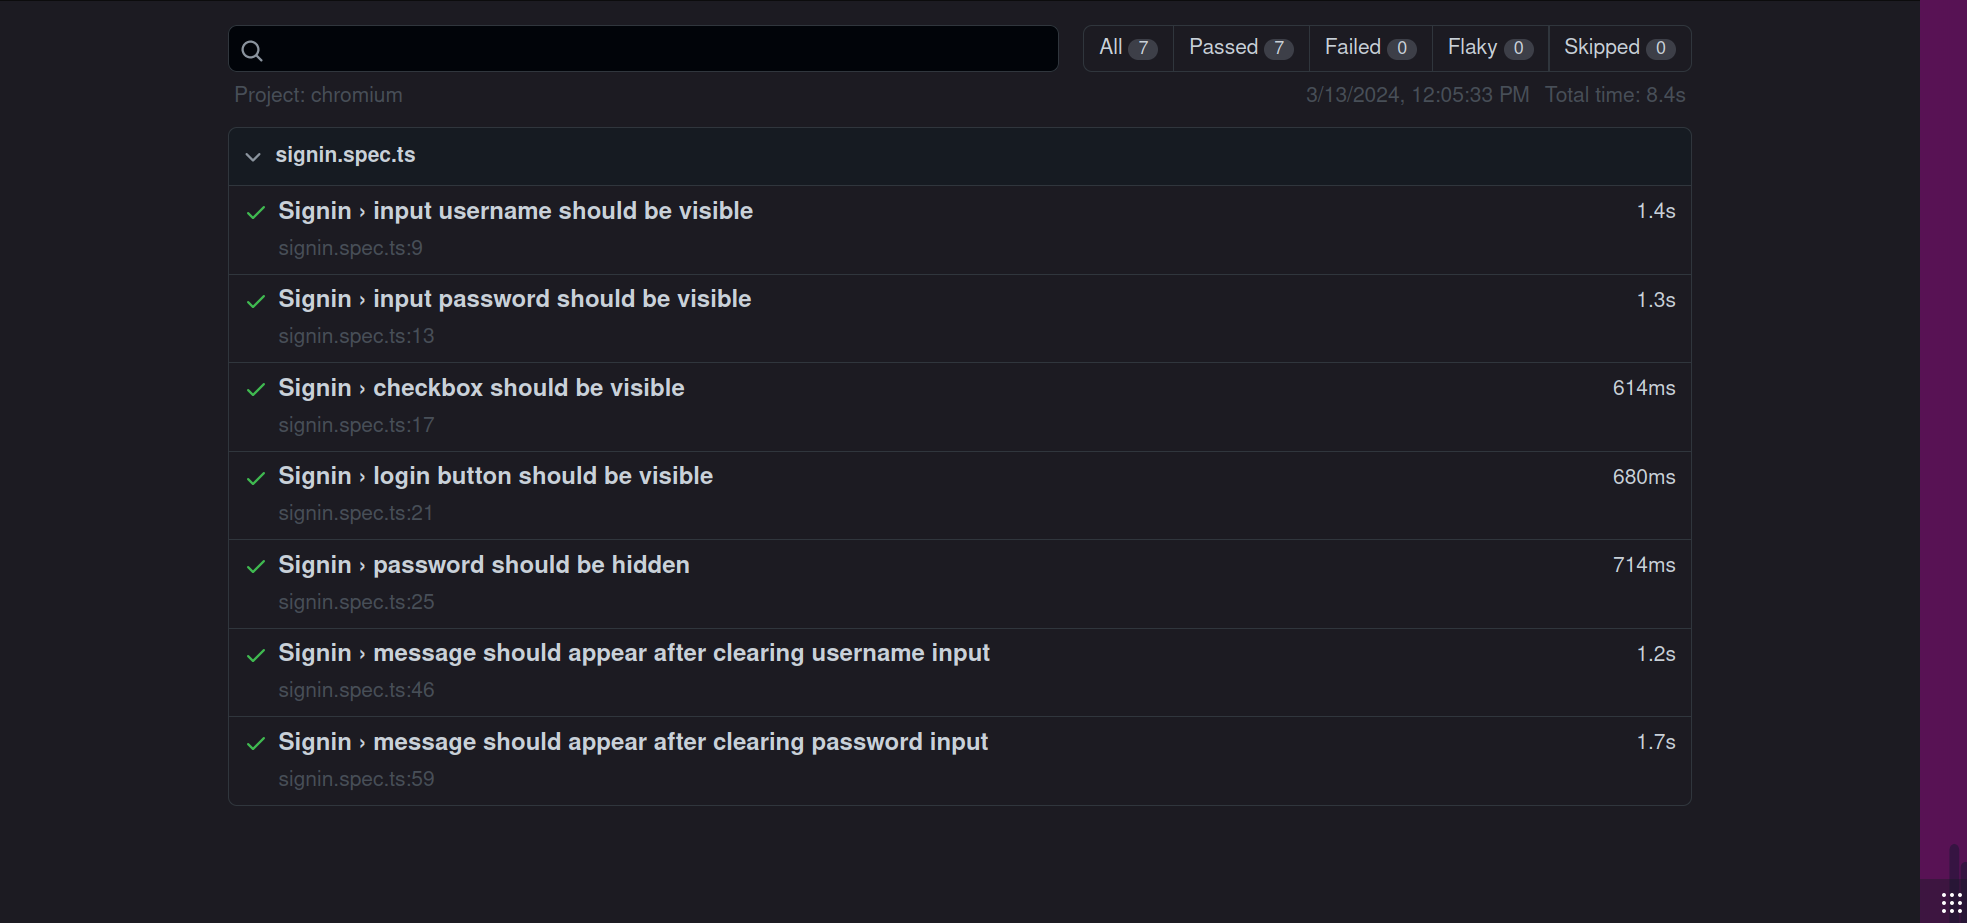 All 7 Passed 7 Failed 0 Flaky 0 Skipped 0
Project: chromium 3/13/2024, 12:05:33 PM Total time: 8.4s
signin.spec.ts
Signin › input username should be visible 1.4s
signin.spec.ts:9
Signin › input password should be visible 1.3s
signin.spec.ts:13
Signin › checkbox should be visible 614ms
signin.spec.ts:17
Signin › login button should be visible 680ms
signin.spec.ts:21
Signin › password should be hidden 714ms
signin.spec.ts:25
Signin › message should appear after clearing username input 1.2s
signin.spec.ts:46
Signin › message should appear after clearing password input 1.7s
signin.spec.ts:59